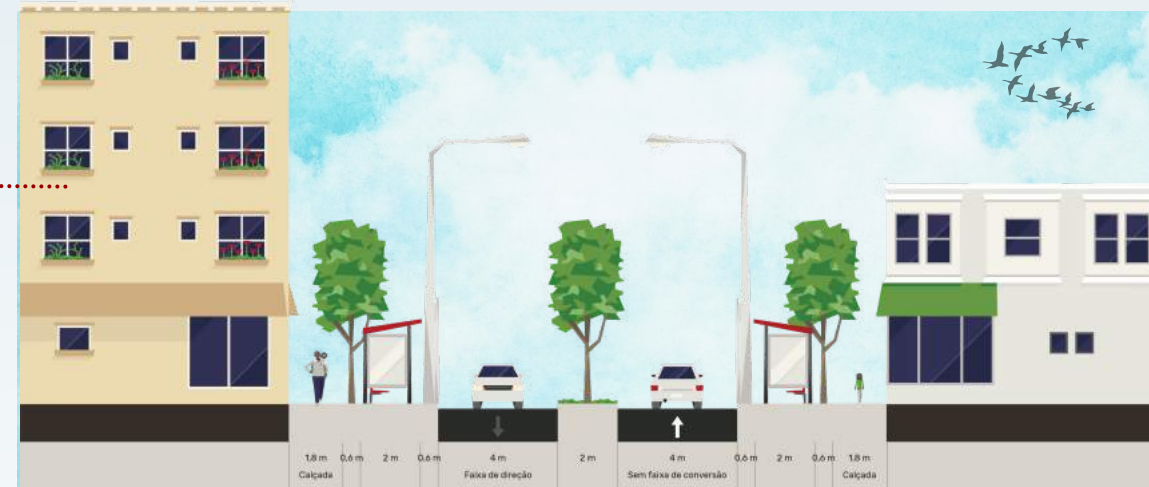 1,8 m 0,6 m 2 m 0,6 m 4 m 2 m 4 m 0,6 m 2 m 0,6 m 1,8 m
Calçada Faixa de direção Sem faixa de conversão Calçada